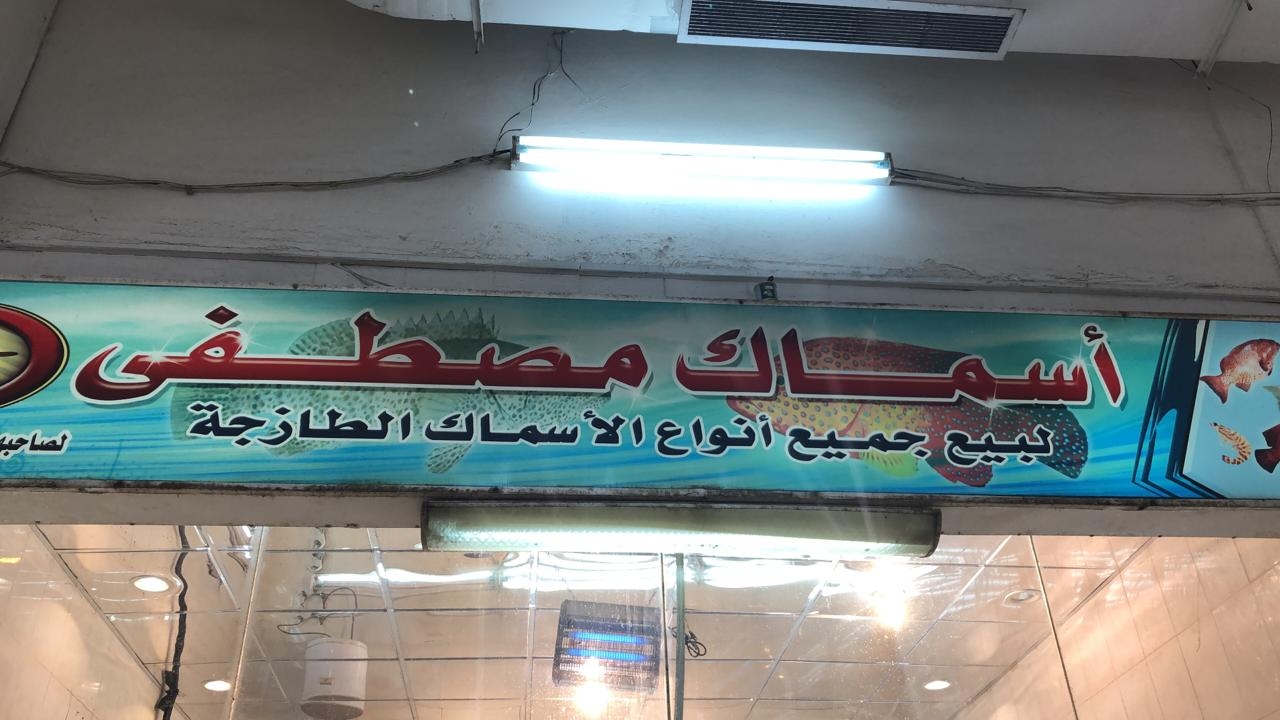 أسماك مصطفى
لبيع جميع أنواع الأسماك الطازجة